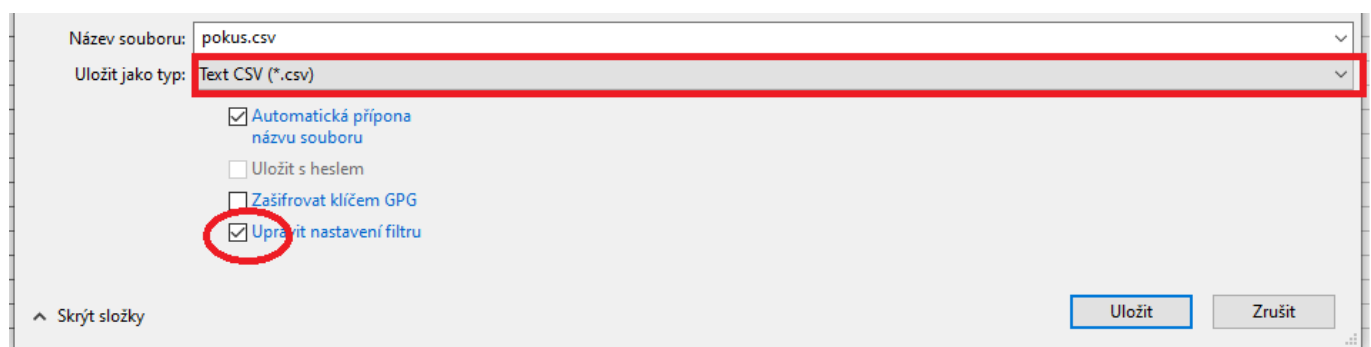 Název souboru: pokus.csv
Uložit jako typ: Text CSV (*.csv)
Automatická přípona
názvu souboru
Uložit s heslem
Zašifrovat klíčem GPG
Upravit nastavení filtru
Skrýt složky
Uložit
Zrušit